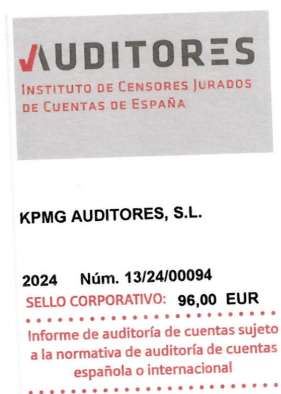 AUDITORES
INSTITUTO DE CENSORES JURADOS
DE CUENTAS DE ESPAÑA
KPMG AUDITORES, S.L.
2024 Núm. 13/24/00094
SELLO CORPORATIVO: 96,00 EUR
Informe de auditoría de cuentas sujeto
a la normativa de auditoría de cuentas
española o internacional